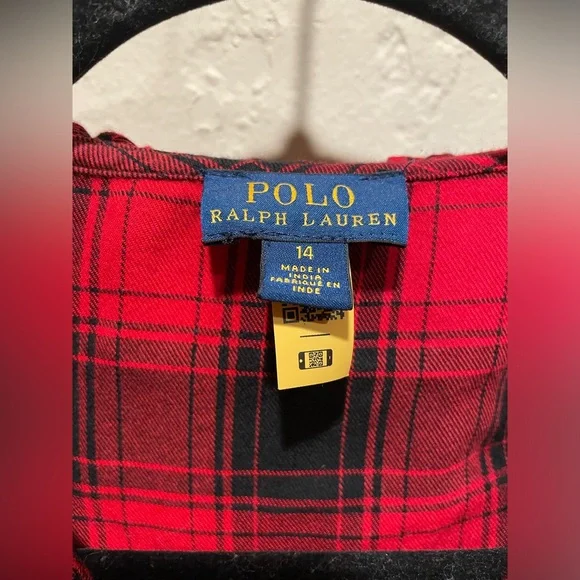 POLO
RALPH LAUREN
14
MADE IN
INDIA
FABRIQUÉ EN
INDE